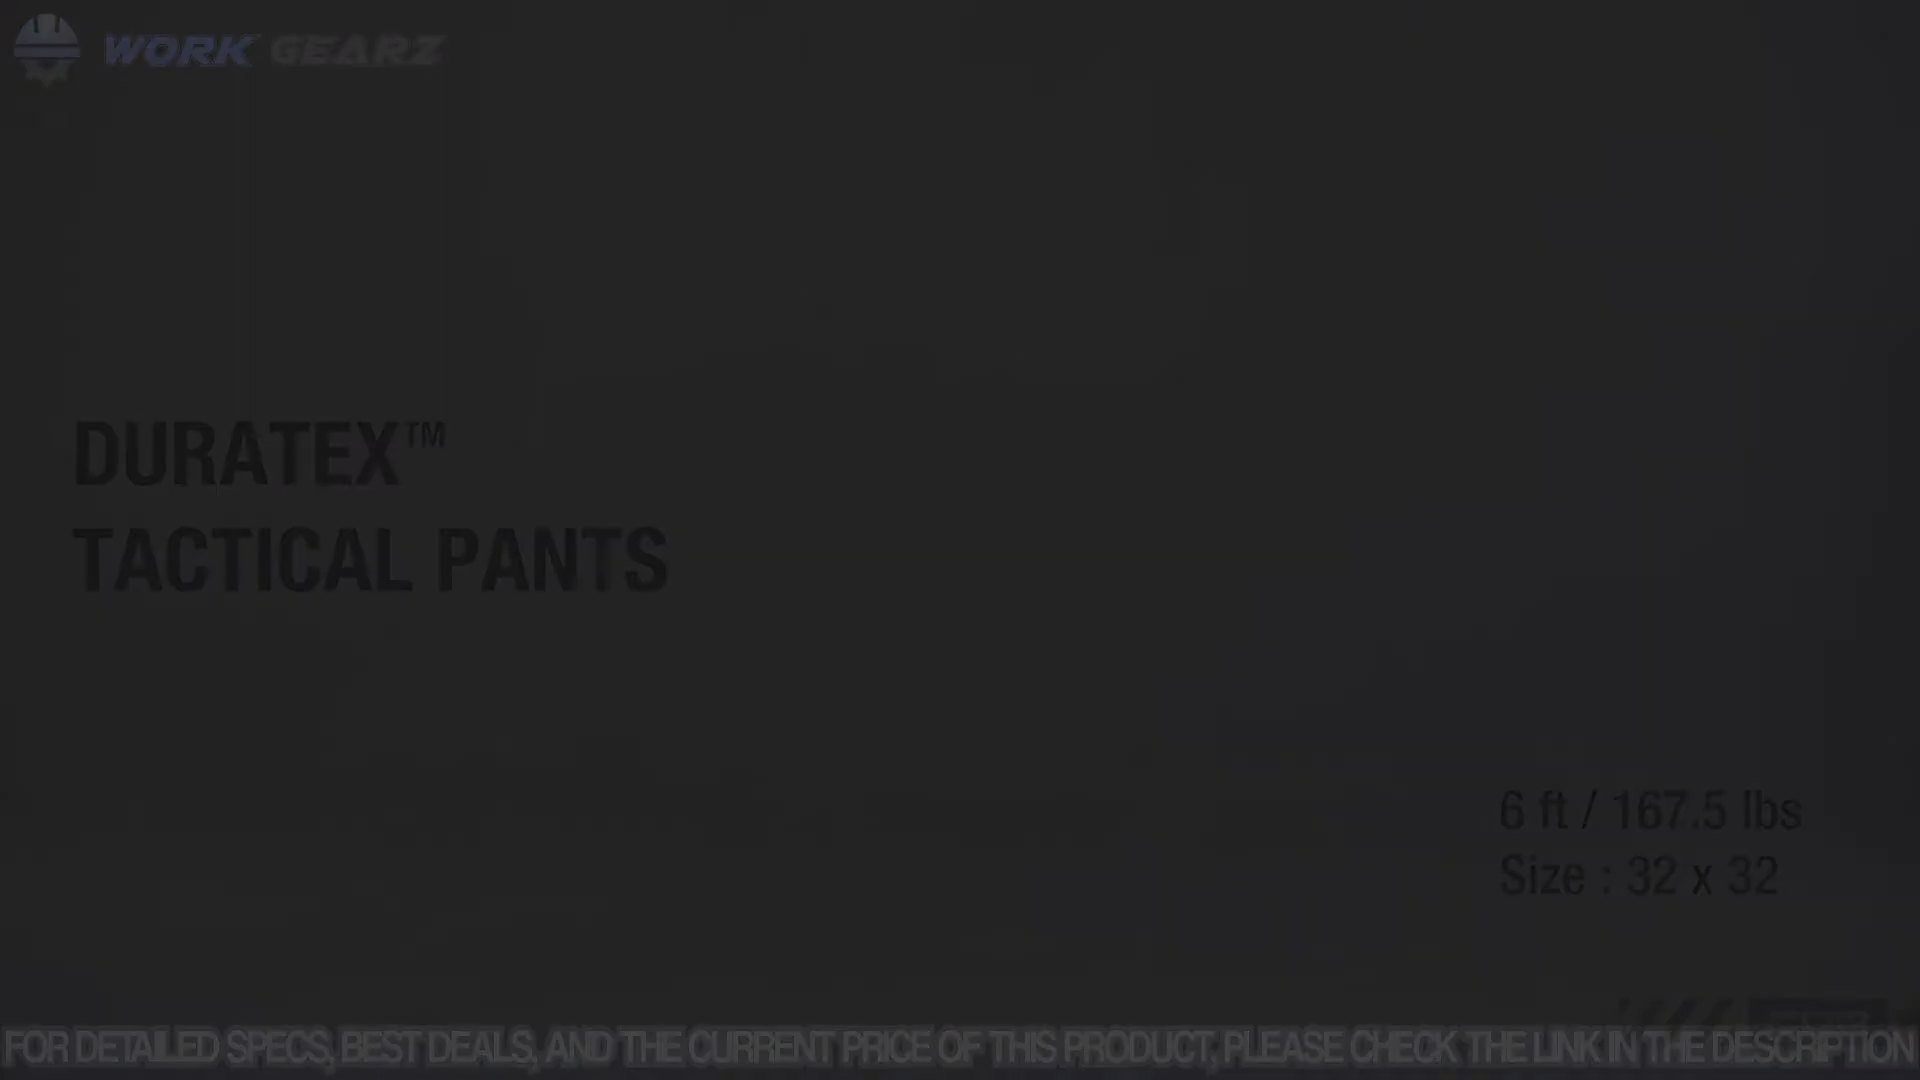 WORK GEARZ
DURATEX™
TACTICAL PANTS
6 ft / 167.5 lbs
Size : 32 x 32
FOR DETAILED SPECS, BEST DEALS, AND THE CURRENT PRICE OF THIS PRODUCT, PLEASE CHECK THE LINK IN THE DESCRIPTION